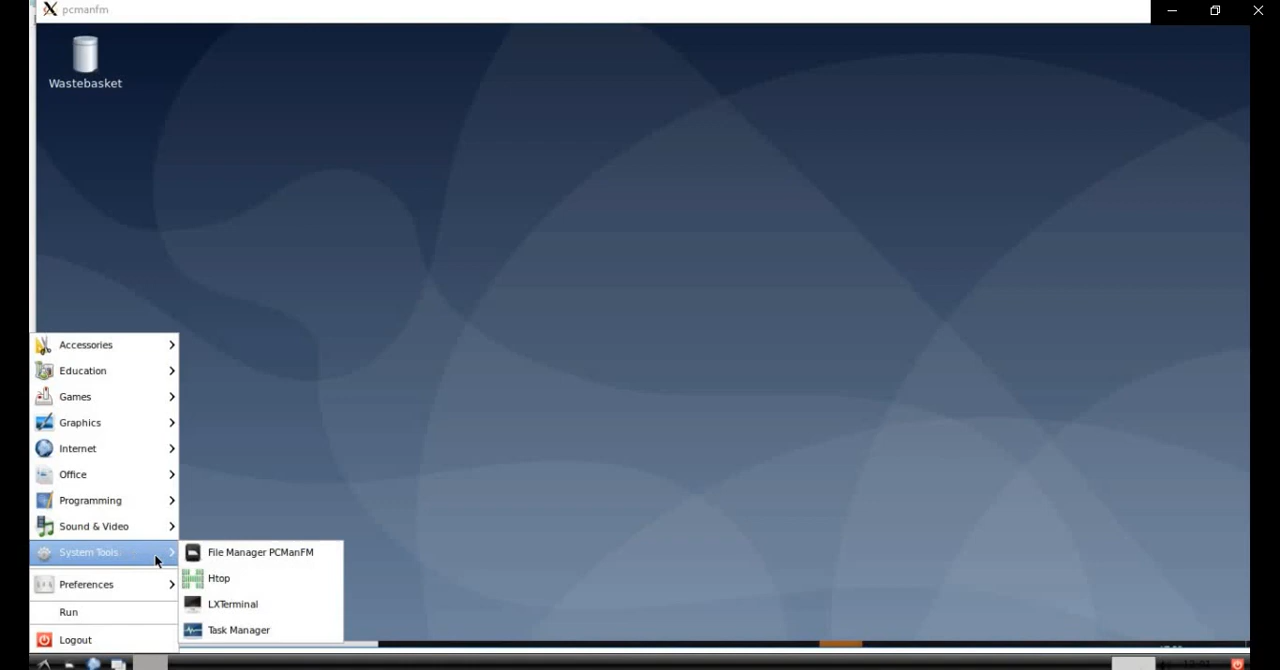 pcmanfm
Wastebasket
Accessories
Education
Games
Graphics
Internet
Office
Programming
Sound & Video
System Tools
File Manager PCManFM
Htop
LXTerminal
Task Manager
Preferences
Run
Logout